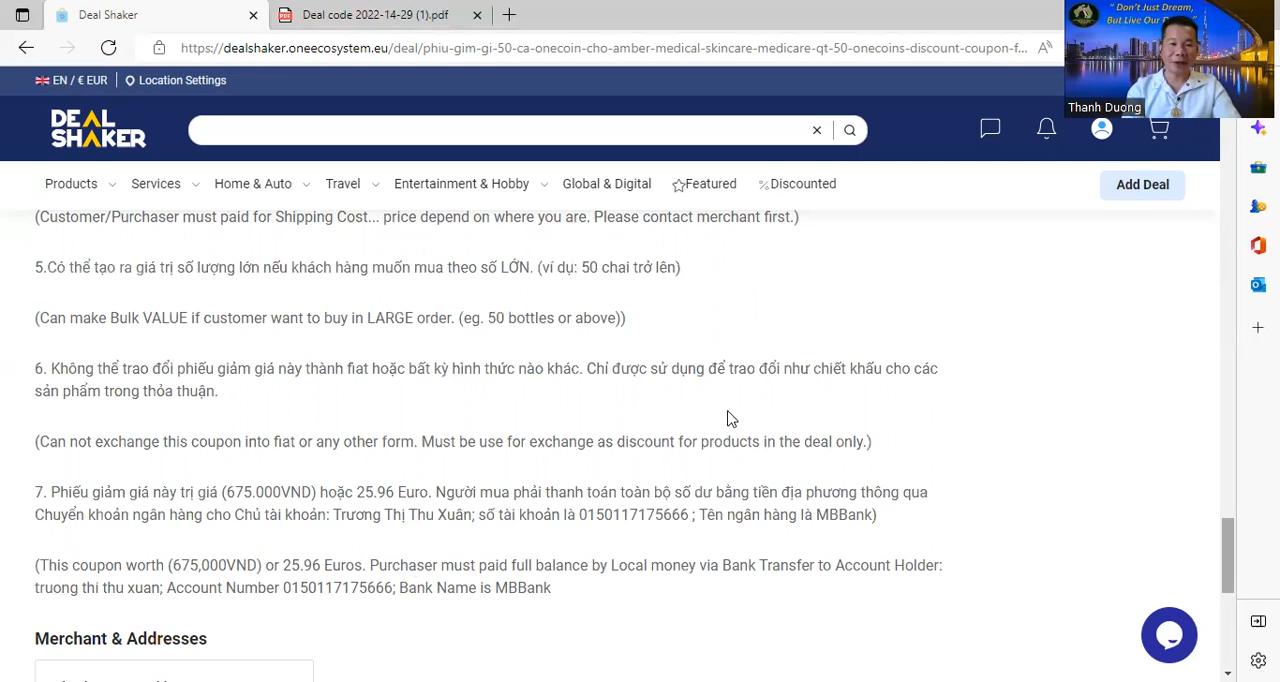 Deal Shaker
Deal code 2022-14-29 (1).pdf
https://dealshaker.oneecosystem.eu/deal/phiu-gim-gi-50-ca-onecoin-cho-amber-medical-skincare-medicare-qt-50-onecoins-discount-coupon-f...
" Don't Just Dream,
But Live Our
Thanh Duong
EN / € EUR
Location Settings
DEAL
SHAKER
Products
Services
Home & Auto
Travel
Entertainment & Hobby
Global & Digital
Featured
Discounted
Add Deal
(Customer/Purchaser must paid for Shipping Cost... price depend on where you are. Please contact merchant first.)
5.Có thể tạo ra giá trị số lượng lớn nếu khách hàng muốn mua theo số LỚN. (ví dụ: 50 chai trở lên)
(Can make Bulk VALUE if customer want to buy in LARGE order. (eg. 50 bottles or above))
6. Không thể trao đổi phiếu giảm giá này thành fiat hoặc bất kỳ hình thức nào khác. Chỉ được sử dụng để trao đổi như chiết khấu cho các
sản phẩm trong thỏa thuận.
(Can not exchange this coupon into fiat or any other form. Must be use for exchange as discount for products in the deal only.)
7. Phiếu giảm giá này trị giá (675.000VND) hoặc 25.96 Euro. Người mua phải thanh toán toàn bộ số dư bằng tiền địa phương thông qua
Chuyển khoản ngân hàng cho Chủ tài khoản: Trương Thị Thu Xuân; số tài khoản là 0150117175666 ; Tên ngân hàng là MBBank)
(This coupon worth (675,000VND) or 25.96 Euros. Purchaser must paid full balance by Local money via Bank Transfer to Account Holder:
truong thi thu xuan; Account Number 0150117175666; Bank Name is MBBank
Merchant & Addresses